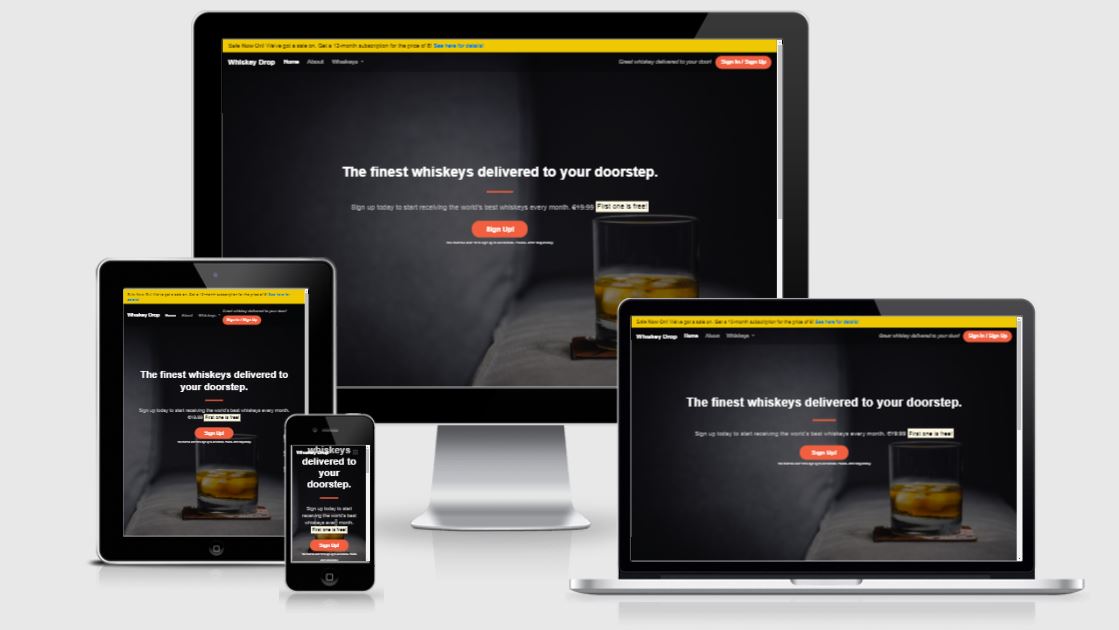 Sale Now On! We've got a sale on. Get a 12-month subscription for the price of 6! See here for details!
Whiskey Drop Home About Whiskeys Great whiskey delivered to your door! Sign In / Sign Up
The finest whiskeys delivered to your doorstep.
Sign up today to start receiving the world's best whiskeys every month. €19.99 First one is free!
Sign Up!
Sale Now On! We've got a sale on. Get a 12-month subscription for the price of 6! See here for
details!
Whiskey Drop Home About Whiskeys Great whiskey delivered to your door!
Sign In / Sign Up
The finest whiskeys delivered to
your doorstep.
Sign up today to start receiving the world's best whiskeys every month.
€19.99 First one is free!
Sign Up!
whiskeys
Whiskey Drop
delivered to
your
doorstep.
Sign up today to start
receiving the world's best
whiskeys every month.
First one is free!
Sign Up!
Sale Now On! We've got a sale on. Get a 12-month subscription for the price of 6! See here for details!
Whiskey Drop Home About Whiskeys Great whiskey delivered to your door! Sign In / Sign Up
The finest whiskeys delivered to your doorstep.
Sign up today to start receiving the world's best whiskeys every month. €19.99 First one is free!
Sign Up!